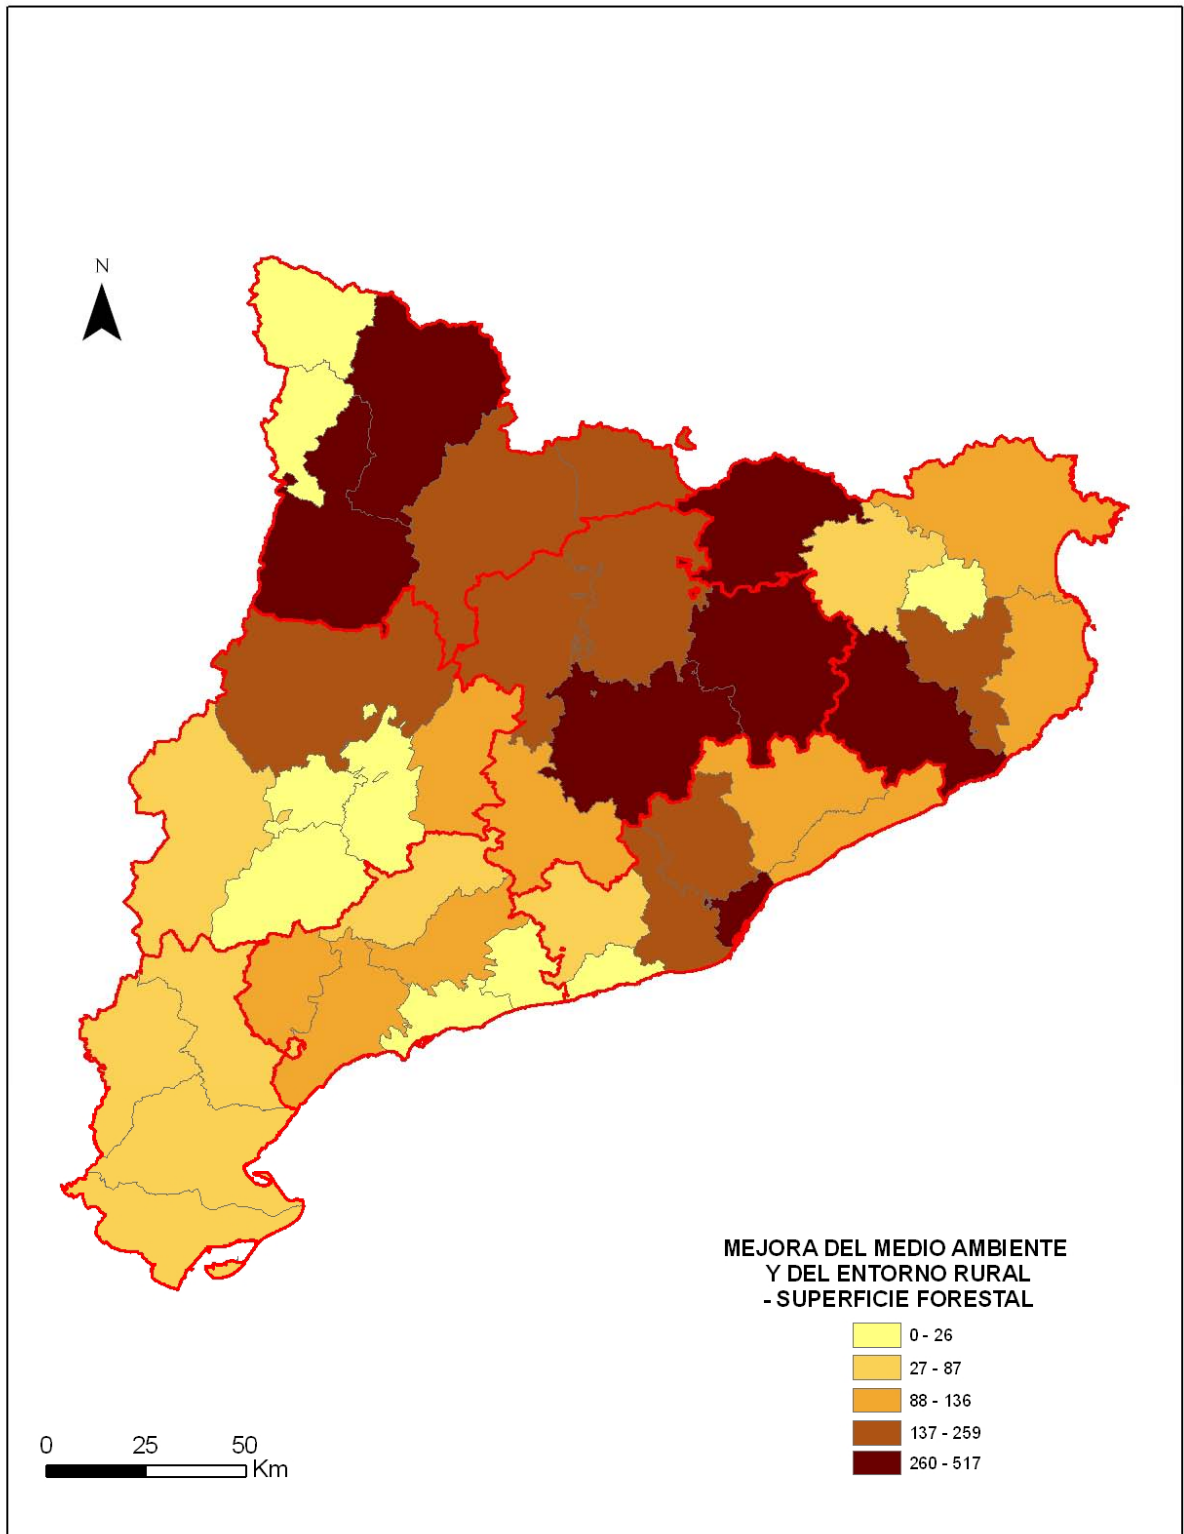 N
MEJORA DEL MEDIO AMBIENTE
Y DEL ENTORNO RURAL
- SUPERFICIE FORESTAL
0 - 26
27 - 87
88 - 136
137 - 259
260 - 517
0 25 50
Km